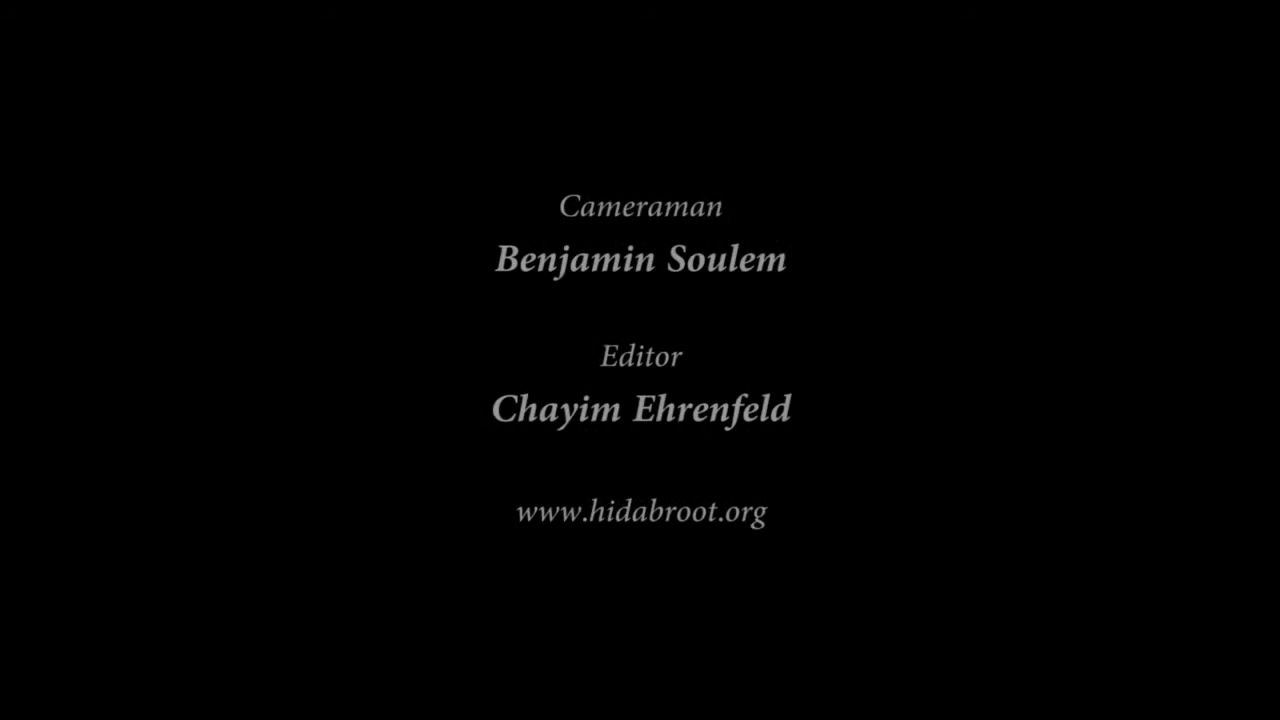 Cameraman
Benjamin Soulem
Editor
Chayim Ehrenfeld
www.hidabroot.org